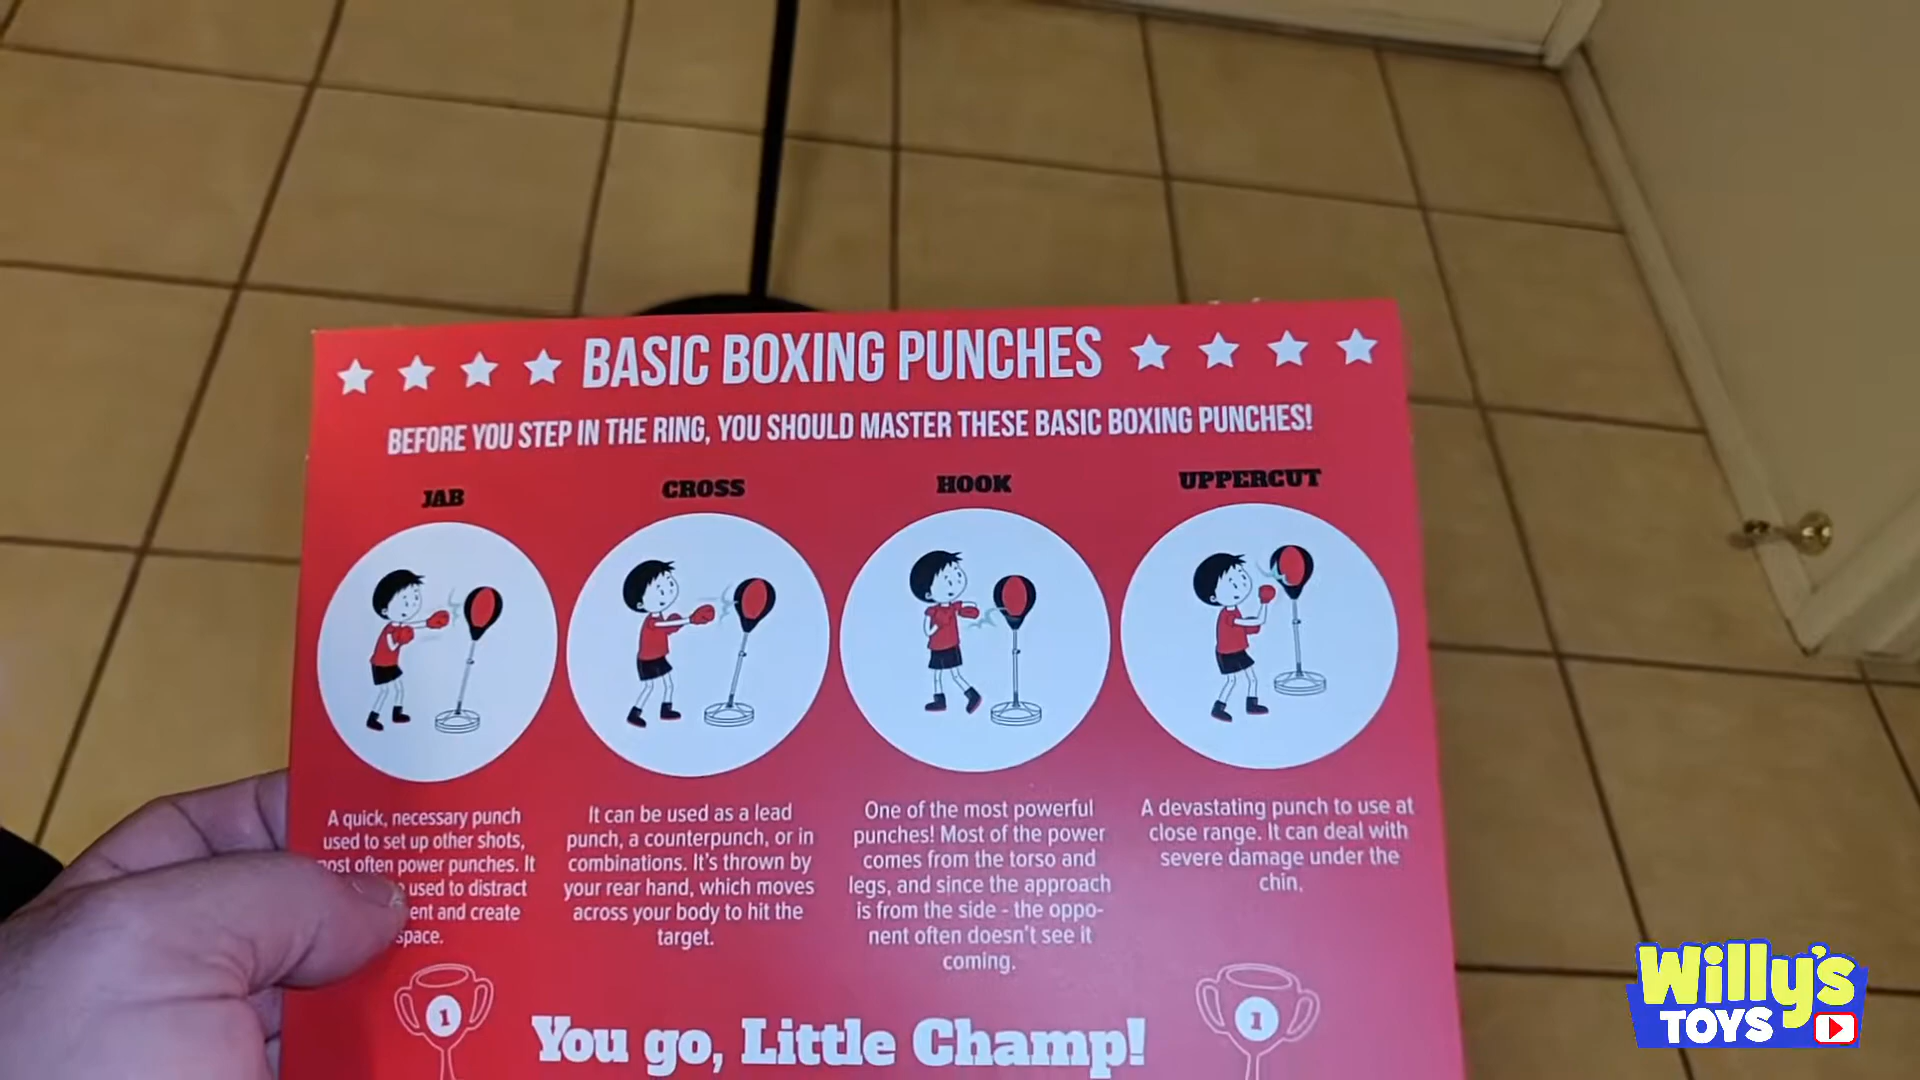 BASIC BOXING PUNCHES
BEFORE YOU STEP IN THE RING, YOU SHOULD MASTER THESE BASIC BOXING PUNCHES!
JAB
A quick, necessary punch
used to set up other shots,
most often power punches. It
used to distract
and create
space.
CROSS
It can be used as a lead
punch, a counterpunch, or in
combinations. It's thrown by
your rear hand, which moves
across your body to hit the
target.
HOOK
One of the most powerful
punches! Most of the power
comes from the torso and
legs, and since the approach
is from the side - the oppo-
nent often doesn't see it
coming.
UPPERCUT
A devastating punch to use at
close range. It can deal with
severe damage under the
chin.
1
You go, Little Champ!
1
Willy's
TOYS